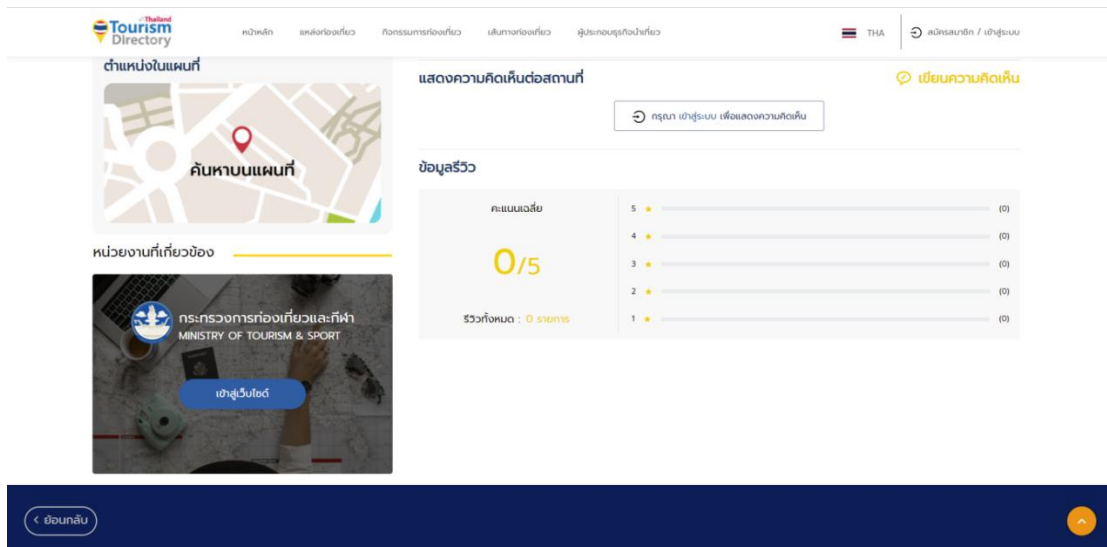 Thailand
Tourism
Directory
หน้าหลัก
แหล่งท่องเที่ยว
กิจกรรมการท่องเที่ยว
เส้นทางท่องเที่ยว
ผู้ประกอบธุรกิจนำเที่ยว
THA
สมัครสมาชิก / เข้าสู่ระบบ
ตำแหน่งในแผนที่
ค้นหาบนแผนที่
หน่วยงานที่เกี่ยวข้อง
กระทรวงการท่องเที่ยวและกีฬา
MINISTRY OF TOURISM & SPORT
เข้าสู่เว็บไซต์
แสดงความคิดเห็นต่อสถานที่
เขียนความคิดเห็น
กรุณา เข้าสู่ระบบ เพื่อแสดงความคิดเห็น
ข้อมูลรีวิว
คะแนนเฉลี่ย
0/5
รีวิวทั้งหมด : 0 รายการ
5 ★ (0)
4 ★ (0)
3 ★ (0)
2 ★ (0)
1 ★ (0)
< ย้อนกลับ